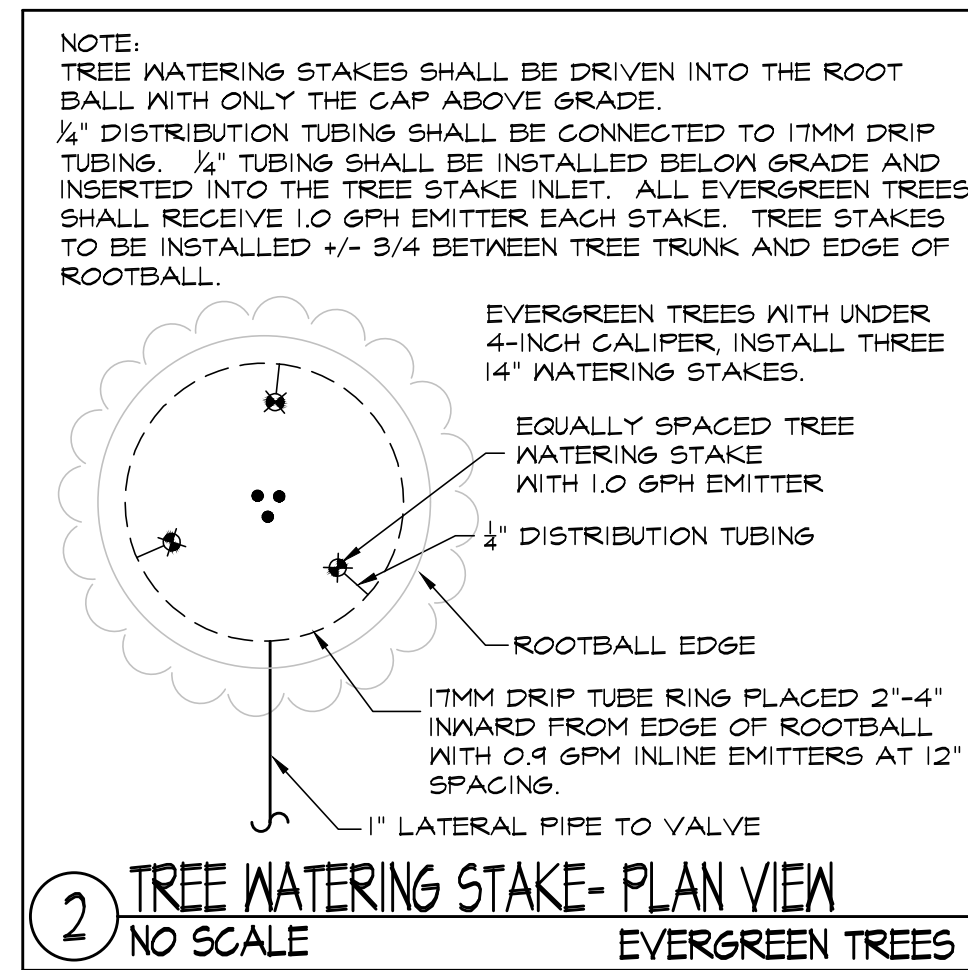 NOTE:
TREE WATERING STAKES SHALL BE DRIVEN INTO THE ROOT
BALL WITH ONLY THE CAP ABOVE GRADE.
1/4" DISTRIBUTION TUBING SHALL BE CONNECTED TO 17MM DRIP
TUBING. 1/4" TUBING SHALL BE INSTALLED BELOW GRADE AND
INSERTED INTO THE TREE STAKE INLET. ALL EVERGREEN TREES
SHALL RECEIVE 1.0 GPH EMITTER EACH STAKE. TREE STAKES
TO BE INSTALLED +/- 3/4 BETWEEN TREE TRUNK AND EDGE OF
ROOTBALL.
EVERGREEN TREES WITH UNDER
4-INCH CALIPER, INSTALL THREE
14" WATERING STAKES.
EQUALLY SPACED TREE
WATERING STAKE
WITH 1.0 GPH EMITTER
1/4" DISTRIBUTION TUBING
ROOTBALL EDGE
17MM DRIP TUBE RING PLACED 2"-4"
INWARD FROM EDGE OF ROOTBALL
WITH 0.9 GPM INLINE EMITTERS AT 12"
SPACING.
1" LATERAL PIPE TO VALVE
2
TREE WATERING STAKE- PLAN VIEW
NO SCALE
EVERGREEN TREES